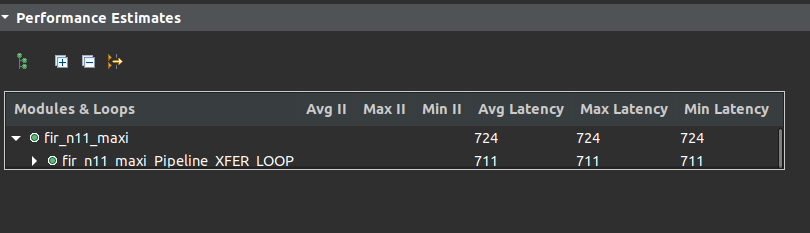 Performance Estimates
Modules & Loops Avg II Max II Min II Avg Latency Max Latency Min Latency
fir_n11_maxi 724 724 724
fir_n11_maxi_Pipeline_XFER_LOOP 711 711 711